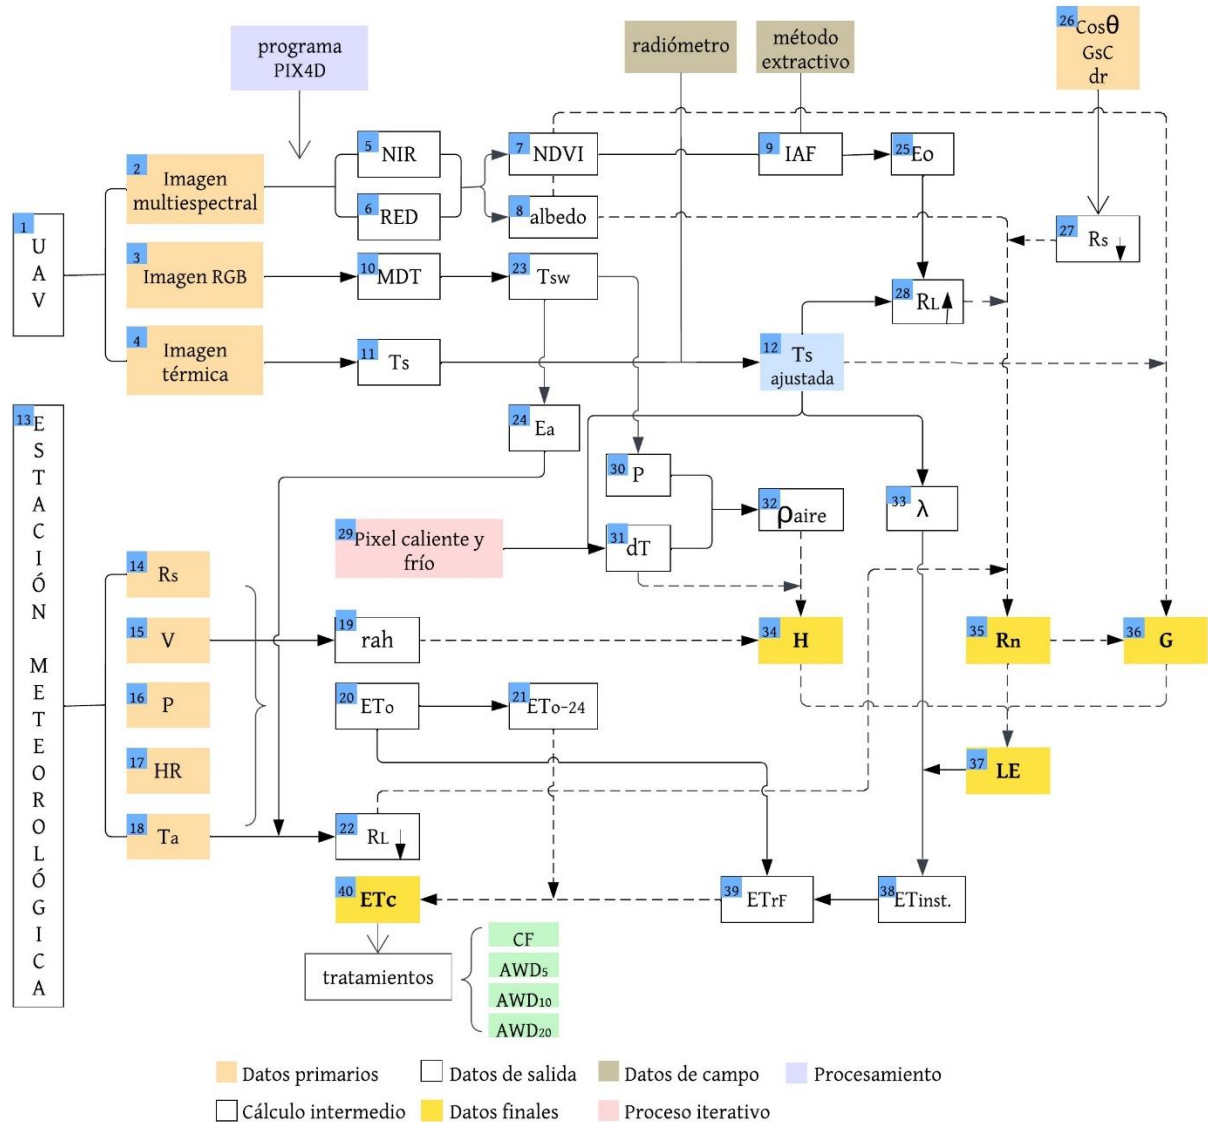 programa
PIX4D
radiómetro
método
extractivo
26
Cosθ
GsC
dr
1
U
A
V
2
Imagen
multiespectral
3
Imagen RGB
4
Imagen
térmica
5
NIR
6
RED
7
NDVI
8
albedo
9
IAF
25
Eo
27
Rs
10
MDT
23
Tsw
28
RL
11
Ts
12
Ts
ajustada
13
E
S
T
A
C
I
Ó
N
M
E
T
E
O
R
O
L
Ó
G
I
C
A
24
Ea
30
P
29
Pixel caliente y
frío
31
dT
32
ρaire
33
λ
14
Rs
15
V
16
P
17
HR
18
Ta
19
rah
20
ETo
21
ETo-24
22
RL
34
H
35
Rn
36
G
37
LE
40
ETc
39
ETrF
38
ETinst.
tratamientos
CF
AWD5
AWD10
AWD20
Datos primarios
Datos de salida
Datos de campo
Procesamiento
Cálculo intermedio
Datos finales
Proceso iterativo